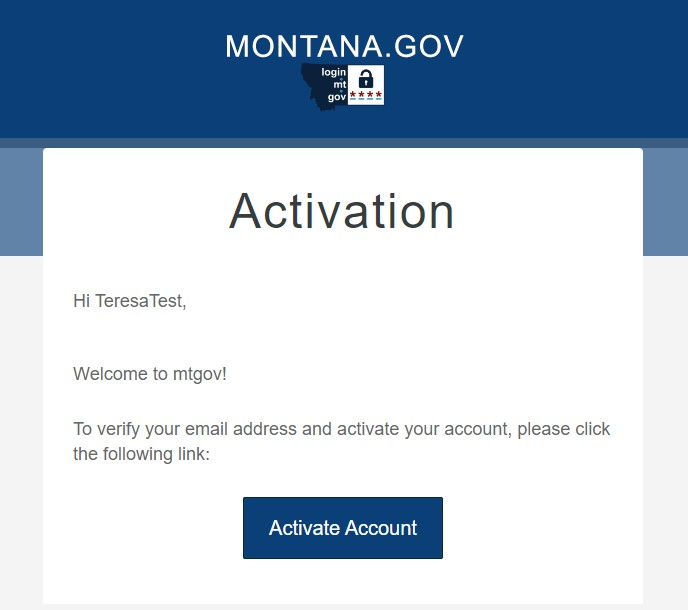 MONTANA.GOV
login
mt
gov
****
Activation
Hi TeresaTest,
Welcome to mtgov!
To verify your email address and activate your account, please click
the following link:
Activate Account